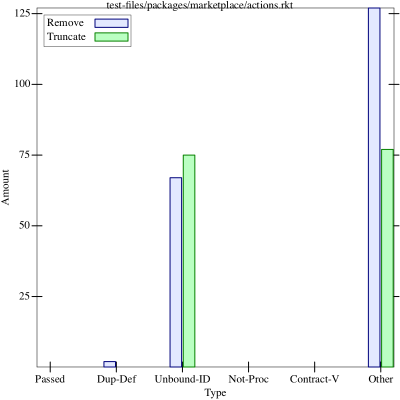 test-files/packages/marketplace/actions.rkt
125
Remove
Truncate
100
75
50
25
Amount
Passed Dup-Def Unbound-ID Not-Proc Contract-V Other
Type